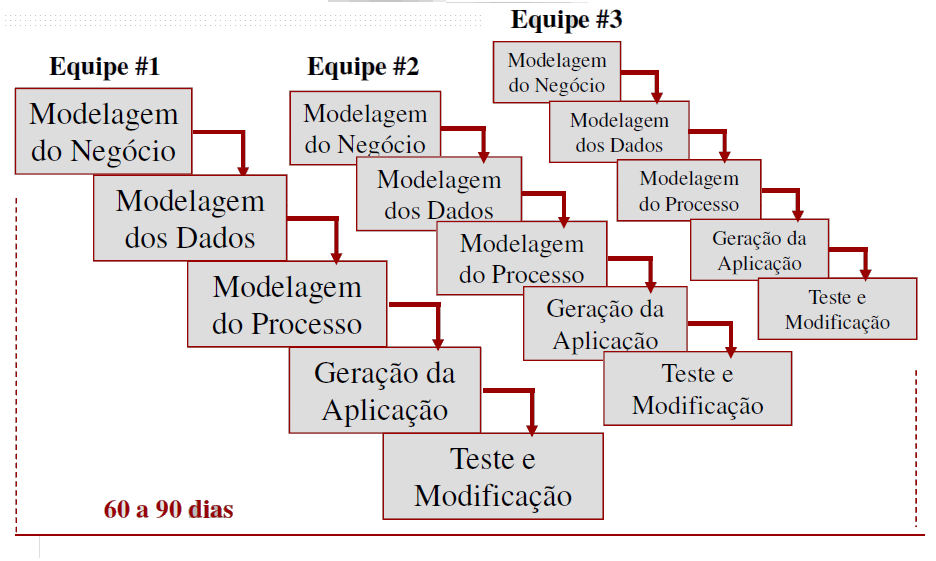 Equipe #1
Modelagem
do Negócio
Modelagem
dos Dados
Modelagem
do Processo
Geração da
Aplicação
Teste e
Modificação
Equipe #2
Modelagem
do Negócio
Modelagem
dos Dados
Modelagem
do Processo
Geração da
Aplicação
Teste e
Modificação
Equipe #3
Modelagem
do Negócio
Modelagem
dos Dados
Modelagem
do Processo
Geração da
Aplicação
Teste e
Modificação
60 a 90 dias